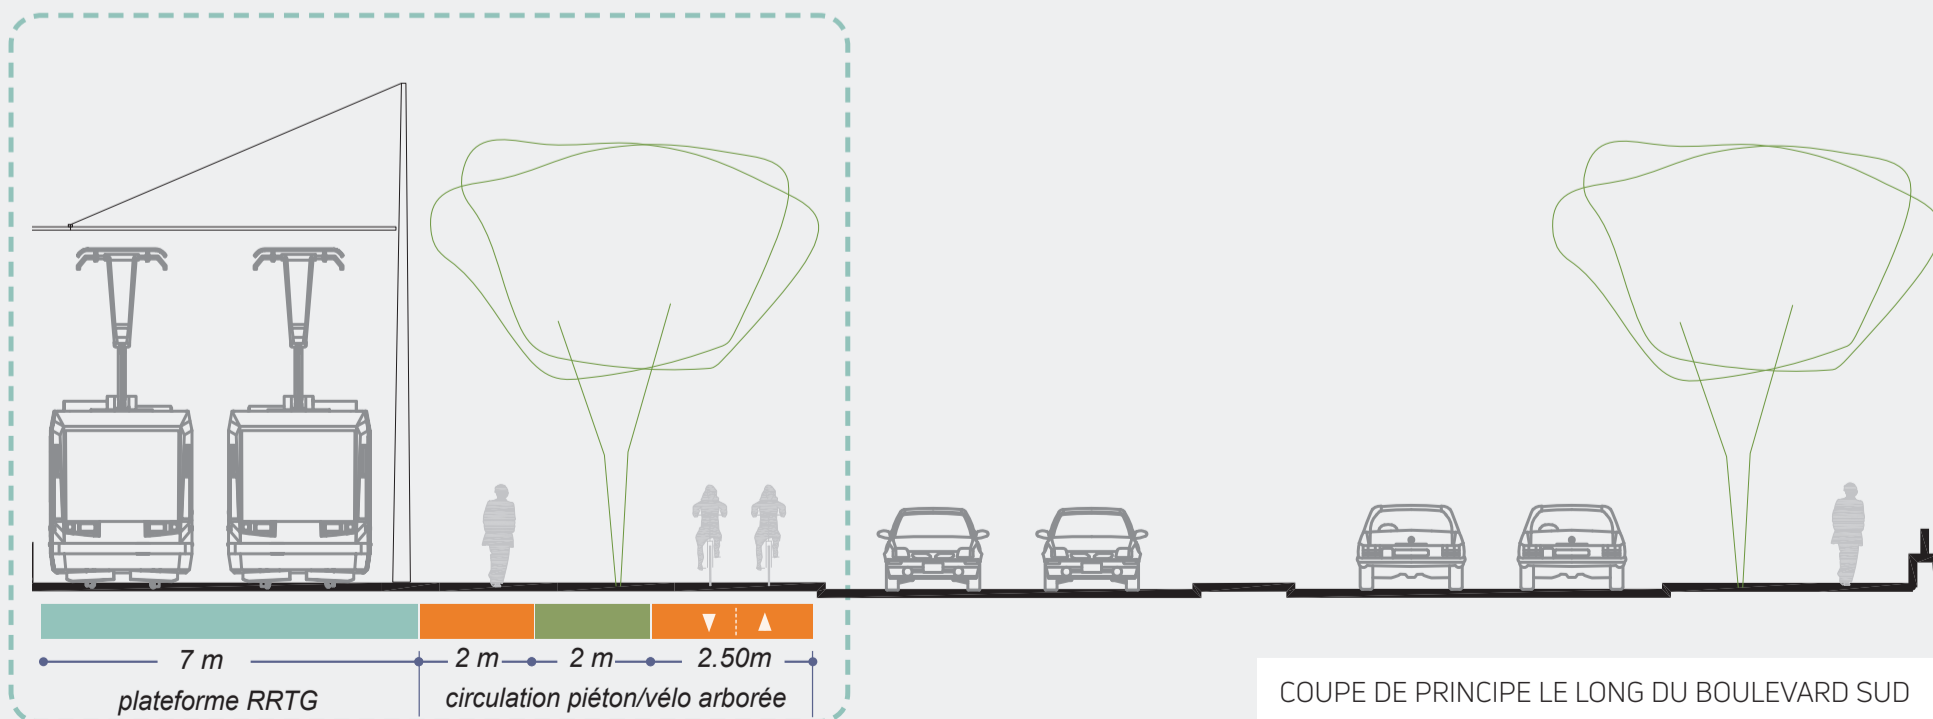 7 m
2 m
2 m
2.50m
plateforme RRTG
circulation piéton/vélo arborée
COUPE DE PRINCIPE LE LONG DU BOULEVARD SUD